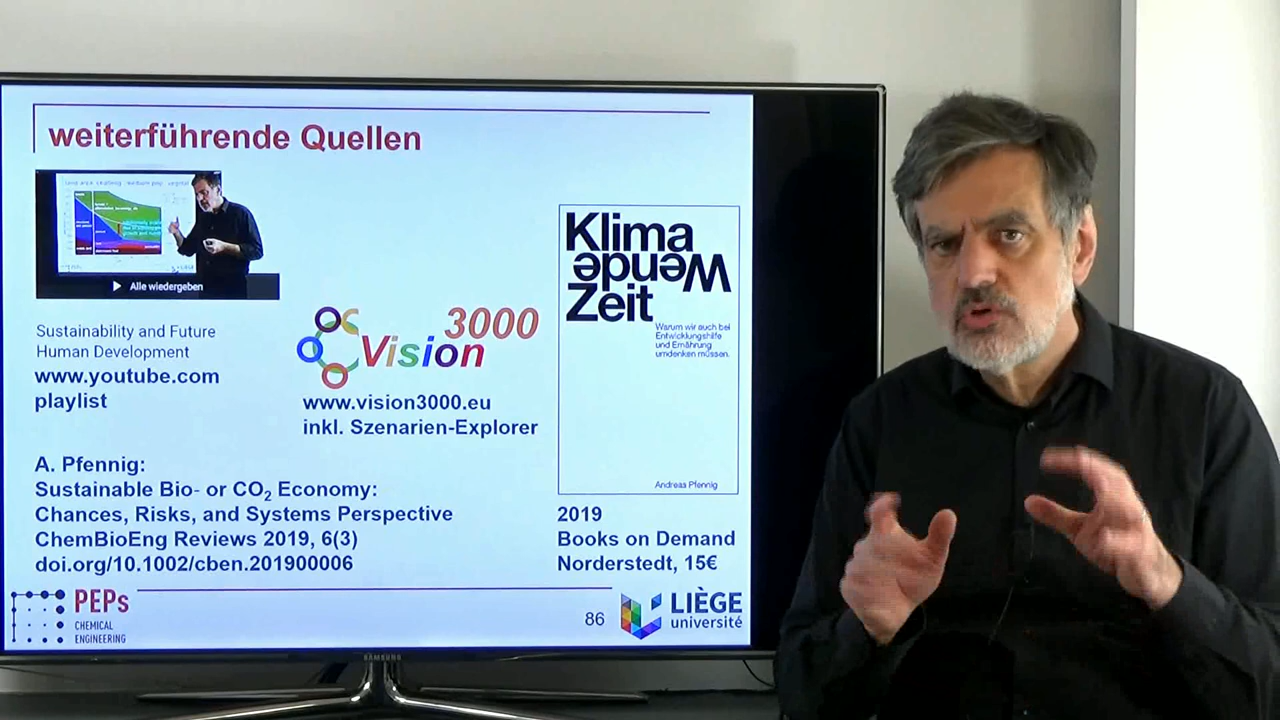 weiterführende Quellen
Alle wiedergeben
Sustainability and Future
Human Development
www.youtube.com
playlist
Vision 3000
www.vision3000.eu
inkl. Szenarien-Explorer
A. Pfennig:
Sustainable Bio- or CO2 Economy:
Chances, Risks, and Systems Perspective
ChemBioEng Reviews 2019, 6(3)
doi.org/10.1002/cben.201900006
Klima
Wende
Zeit
Warum wir auch bei
Entwicklungshilfe
und Ernährung
umdenken müssen.
Andreas Pfennig
2019
Books on Demand
Norderstedt, 15€
PEPs
CHEMICAL
ENGINEERING
86
LIÈGE
université
SAMSUNG